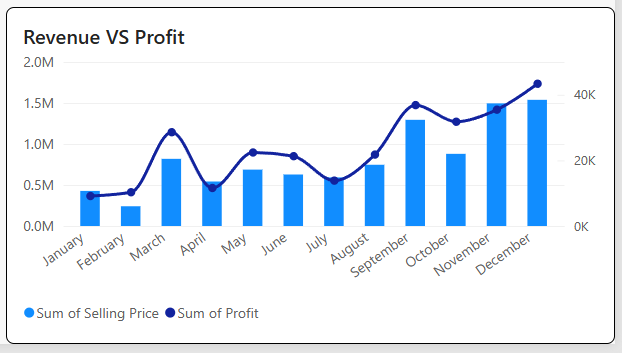 Revenue VS Profit
2.0M
1.5M
1.0M
0.5M
0.0M
40K
20K
0K
January
February
March
April
May
June
July
August
September
October
November
December
Sum of Selling Price
Sum of Profit